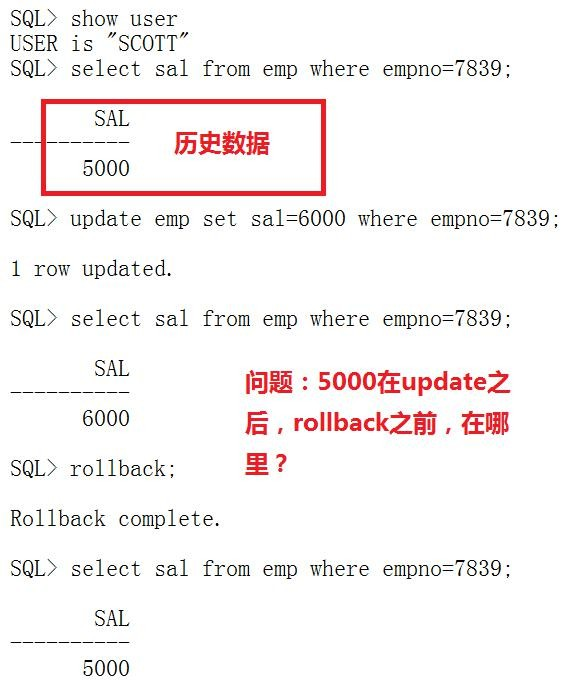 SQL> show user
USER is "SCOTT"
SQL> select sal from emp where empno=7839;
SAL
----------
历史数据
5000
SQL> update emp set sal=6000 where empno=7839;
1 row updated.
SQL> select sal from emp where empno=7839;
SAL
----------
6000
问题：5000在update之
后，rollback之前，在哪
里？
SQL> rollback;
Rollback complete.
SQL> select sal from emp where empno=7839;
SAL
----------
5000